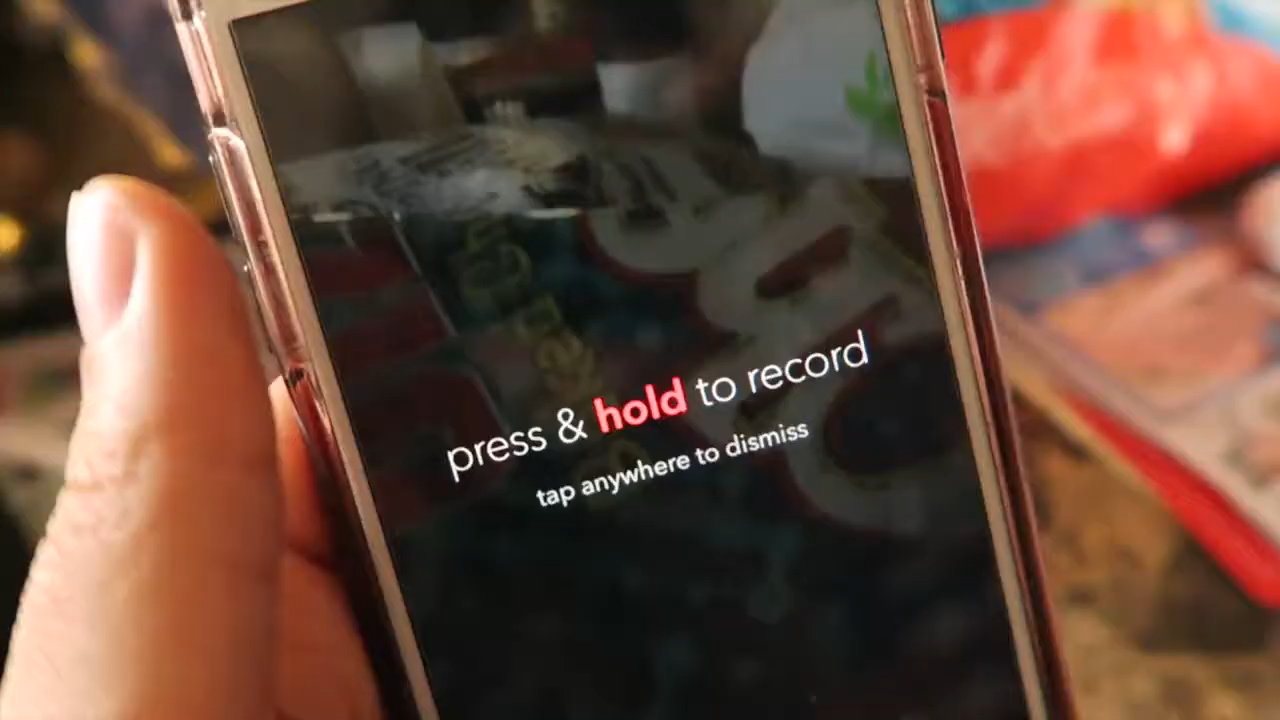 press & hold to record
tap anywhere to dismiss